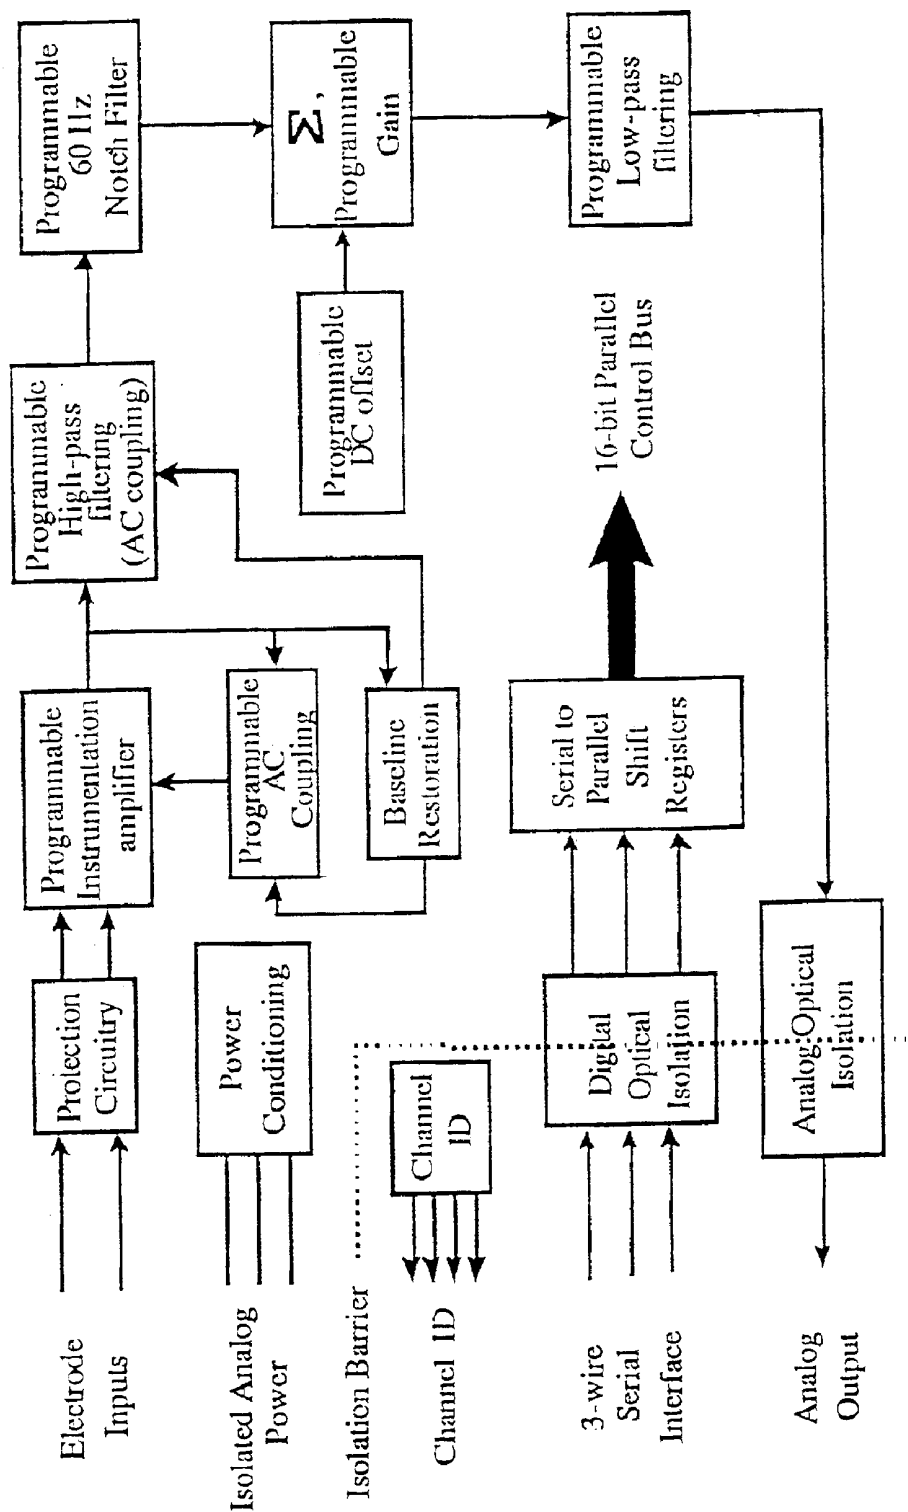 Electrode
Inputs
Protection
Circuitry
Programmable
Instrumentation
amplifier
Programmable
High-pass
filtering
(AC coupling)
Programmable
60 Hz
Notch Filter
Isolated Analog
Power
Power
Conditioning
Programmable
AC
Coupling
Baseline
Restoration
Programmable
DC offset
Σ,
Programmable
Gain
Isolation Barrier
Channel ID
Channel
ID
3-wire
Serial
Interface
Digital
Optical
Isolation
Serial to
Parallel
Shift
Registers
16-bit Parallel
Control Bus
Programmable
Low-pass
filtering
Analog
Output
Analog Optical
Isolation